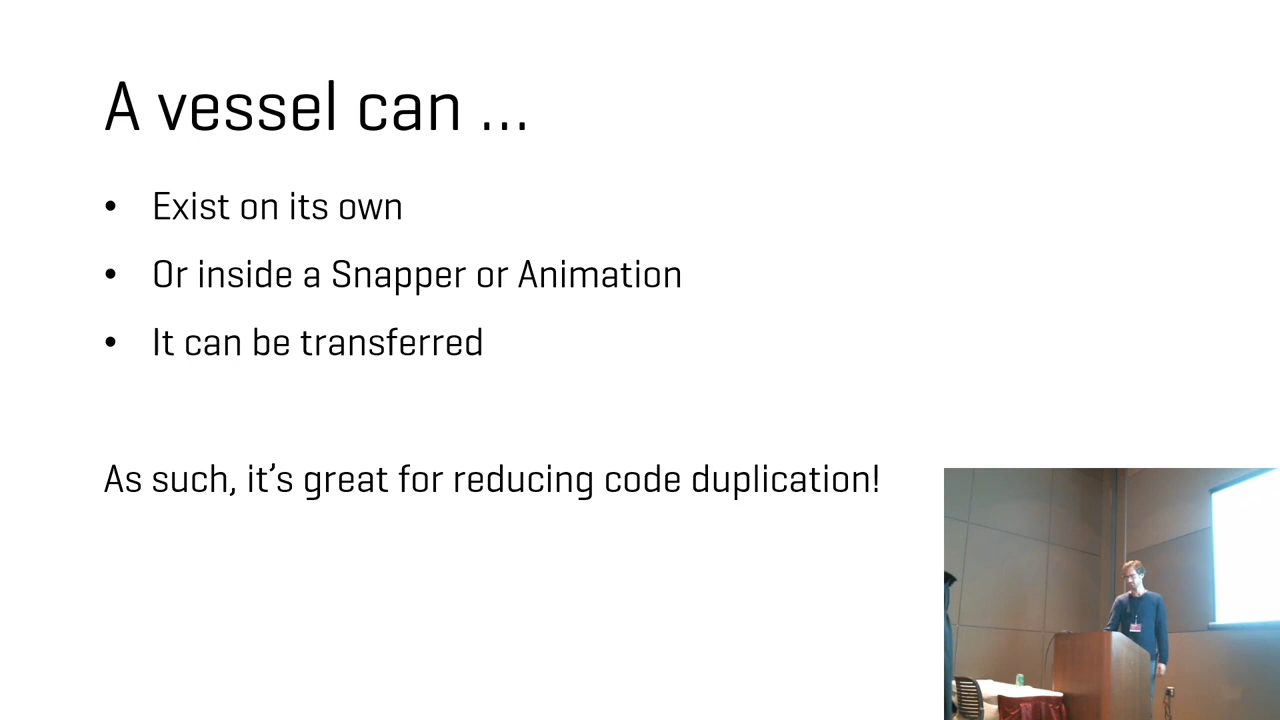 A vessel can ...
• Exist on its own
• Or inside a Snapper or Animation
• It can be transferred
As such, it’s great for reducing code duplication!